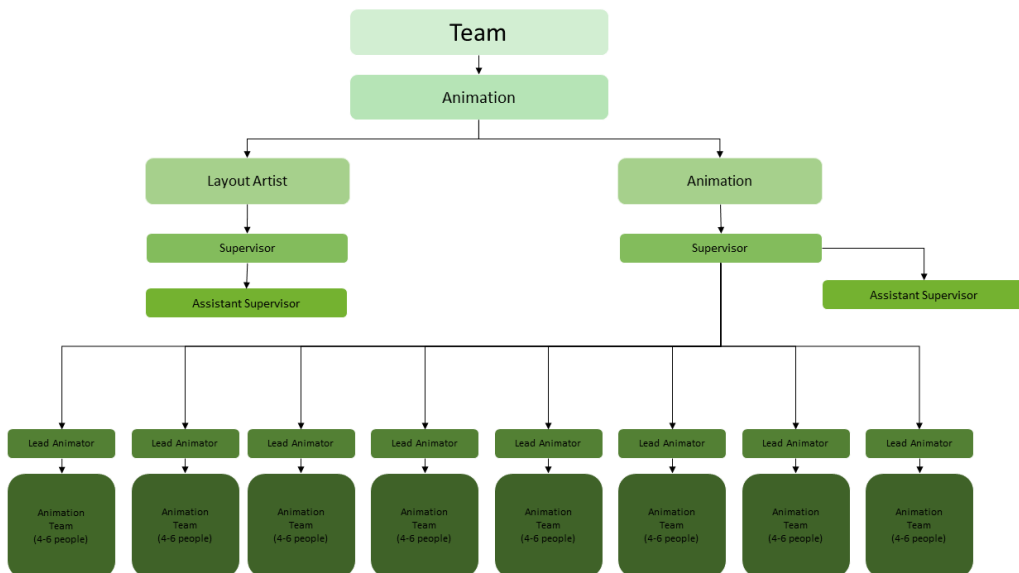 Team
Animation
Layout Artist
Animation
Supervisor
Supervisor
Assistant Supervisor
Assistant Supervisor
Lead Animator
Lead Animator
Lead Animator
Lead Animator
Lead Animator
Lead Animator
Lead Animator
Lead Animator
Animation
Team
(4-6 people)
Animation
Team
(4-6 people)
Animation
Team
(4-6 people)
Animation
Team
(4-6 people)
Animation
Team
(4-6 people)
Animation
Team
(4-6 people)
Animation
Team
(4-6 people)
Animation
Team
(4-6 people)